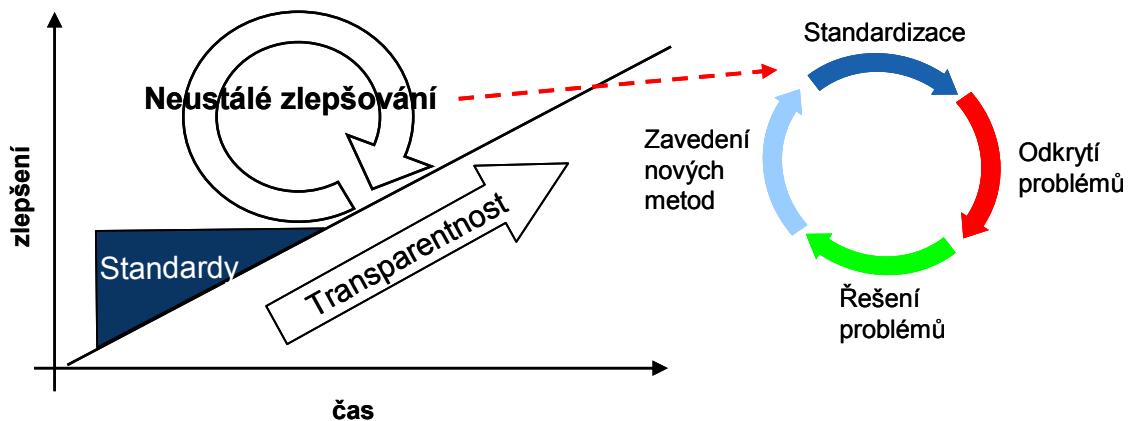 Neustálé zlepšování
zlepšení
Standardy
Transparentnost
čas
Standardizace
Odkrytí
problémů
Řešení
problémů
Zavedení
nových
metod